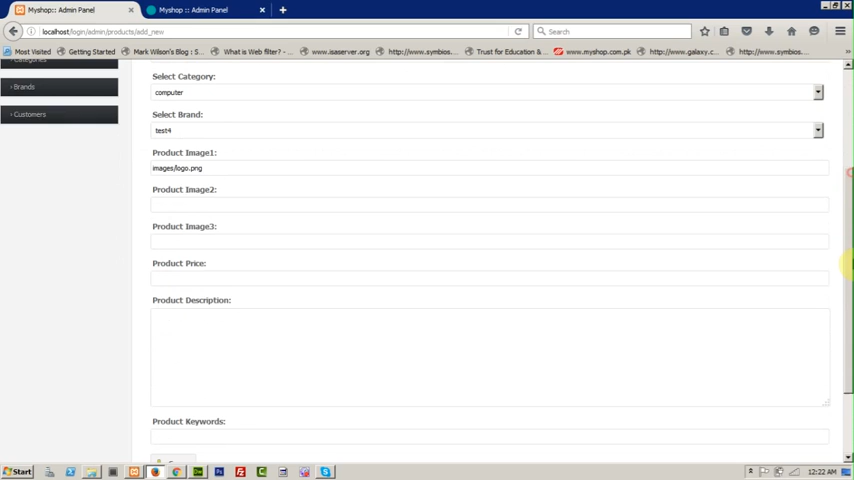 Myshop :: Admin Panel
Myshop :: Admin Panel
localhost/login/admin/products/add_new
Search
Most Visited
Getting Started
Mark Wilson's Blog : S...
What is Web filter? - ...
www.isaserver.org
http://www.symbios...
Trust for Education &...
www.myshop.com.pk
http://www.galaxy.c...
http://www.symbios...
› Categories
› Brands
› Customers
Select Category:
computer
Select Brand:
test4
Product Image1:
images/logo.png
Product Image2:
Product Image3:
Product Price:
Product Description:
Product Keywords:
Start
12:22 AM